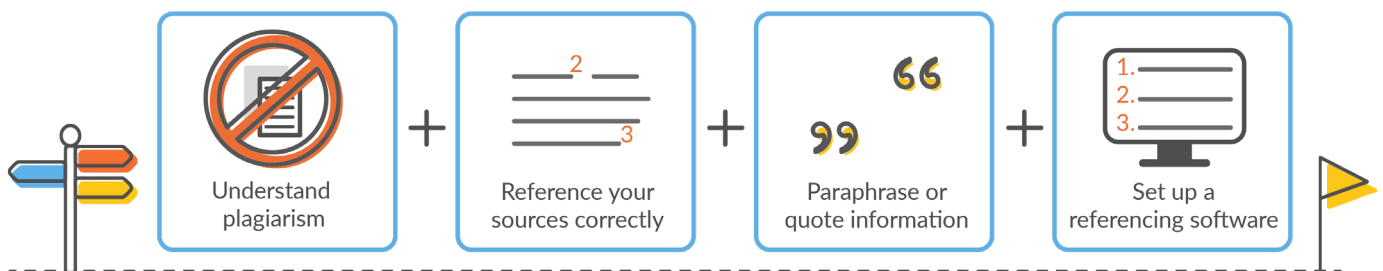 Understand
plagiarism
+
2
3
Reference your
sources correctly
+
“
”
Paraphrase or
quote information
+
1.
2.
3.
Set up a
referencing software